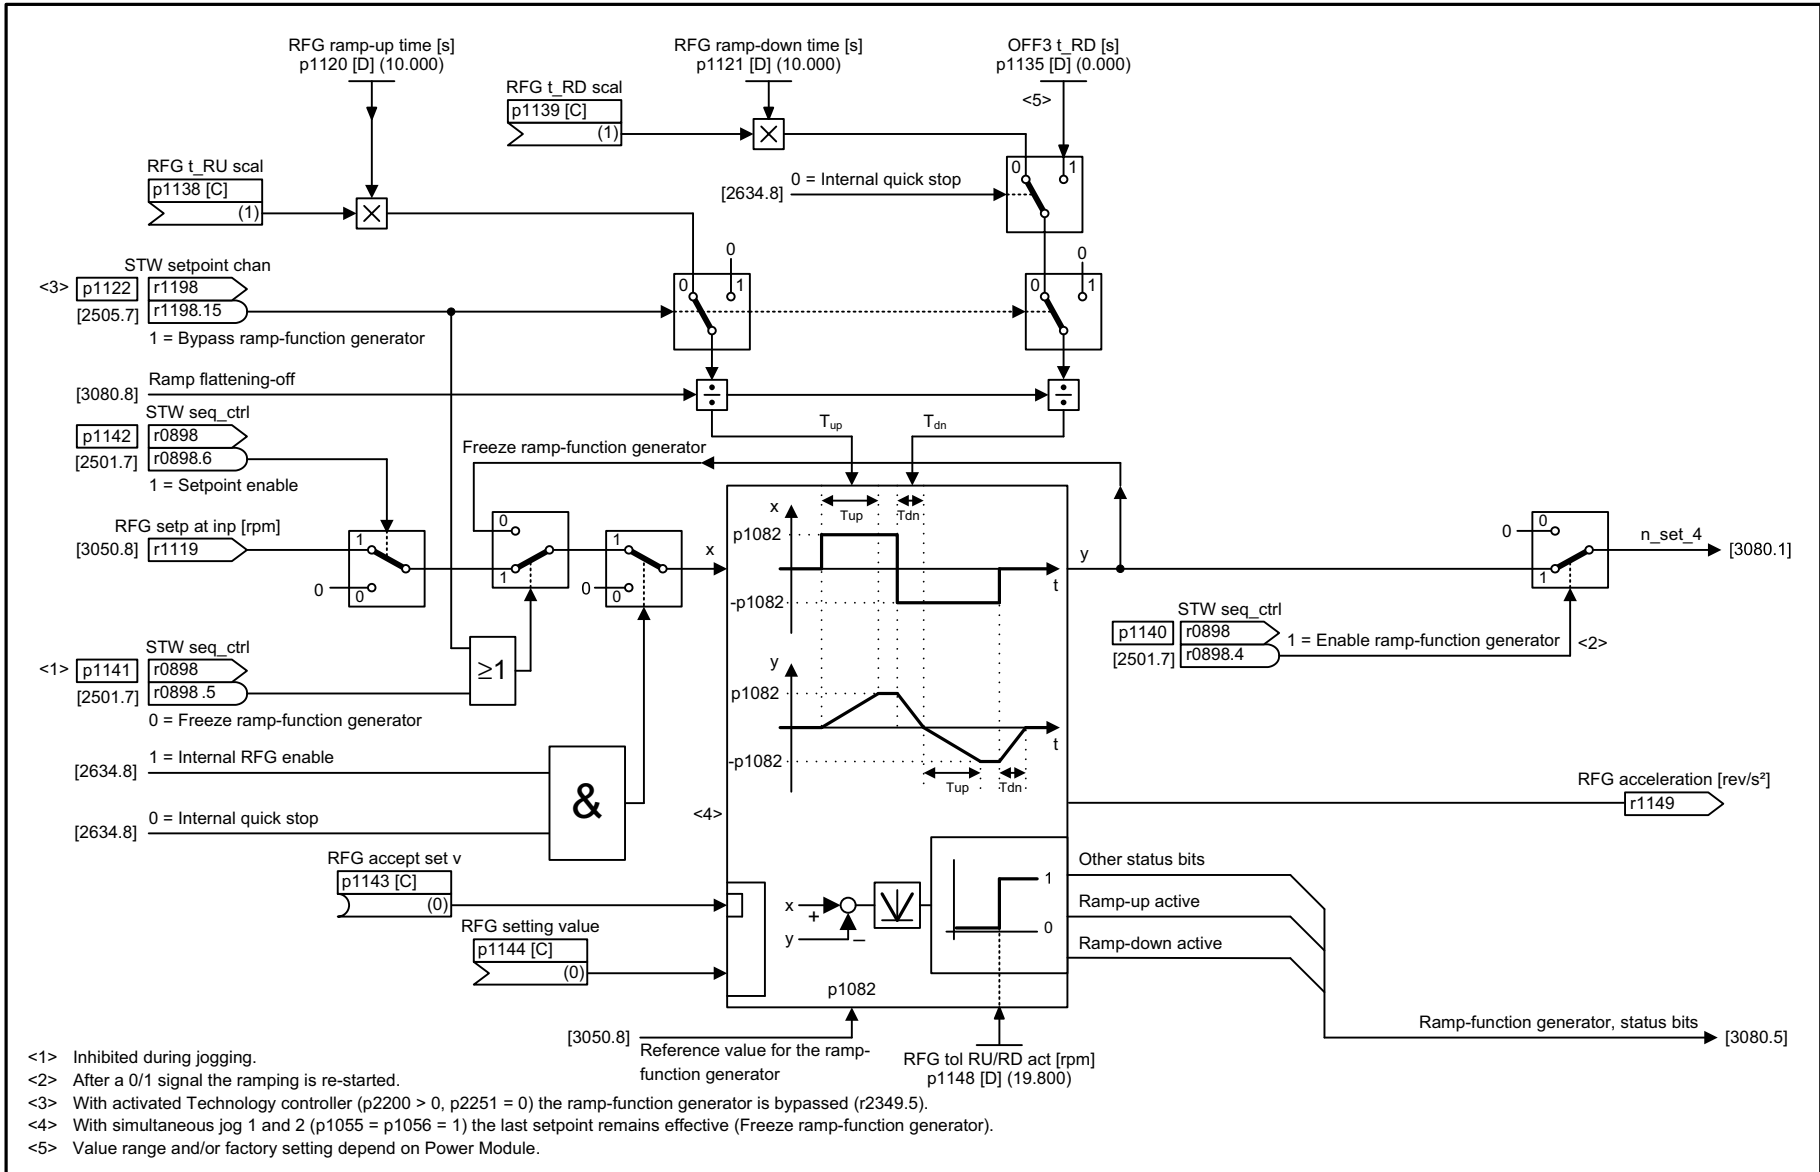 RFG ramp-up time [s]
p1120 [D] (10.000)
RFG ramp-down time [s]
p1121 [D] (10.000)
OFF3 t_RD [s]
p1135 [D] (0.000)
<5>
RFG t_RD scal
p1139 [C]
(1)
0 1
[2634.8] 0 = Internal quick stop
RFG t_RU scal
p1138 [C]
(1)
STW setpoint chan
<3> p1122 r1198
[2505.7] r1198.15
1 = Bypass ramp-function generator
0
0 1
0
0 1
[3080.8] Ramp flattening-off
STW seq_ctrl
p1142 r0898
[2501.7] r0898.6
1 = Setpoint enable
Tup
Tdn
Freeze ramp-function generator
RFG setp at inp [rpm]
[3050.8] r1119
1
0 0
0
1
1
0 0
x
x
Tup Tdn
p1082
-p1082
t
y
0 0
1
n_set_4 [3080.1]
STW seq_ctrl
p1140 r0898
[2501.7] r0898.4
1 = Enable ramp-function generator <2>
STW seq_ctrl
<1> p1141 r0898
[2501.7] r0898.5
0 = Freeze ramp-function generator
≥1
y
p1082
-p1082
t
Tup Tdn
[2634.8] 1 = Internal RFG enable
&
[2634.8] 0 = Internal quick stop
<4>
RFG acceleration [rev/s²]
r1149
RFG accept set v
p1143 [C]
(0)
RFG setting value
p1144 [C]
(0)
x
+
y –
1
0
Other status bits
Ramp-up active
Ramp-down active
p1082
[3050.8] Reference value for the ramp-
function generator
RFG tol RU/RD act [rpm]
p1148 [D] (19.800)
Ramp-function generator, status bits [3080.5]
<1> Inhibited during jogging.
<2> After a 0/1 signal the ramping is re-started.
<3> With activated Technology controller (p2200 > 0, p2251 = 0) the ramp-function generator is bypassed (r2349.5).
<4> With simultaneous jog 1 and 2 (p1055 = p1056 = 1) the last setpoint remains effective (Freeze ramp-function generator).
<5> Value range and/or factory setting depend on Power Module.